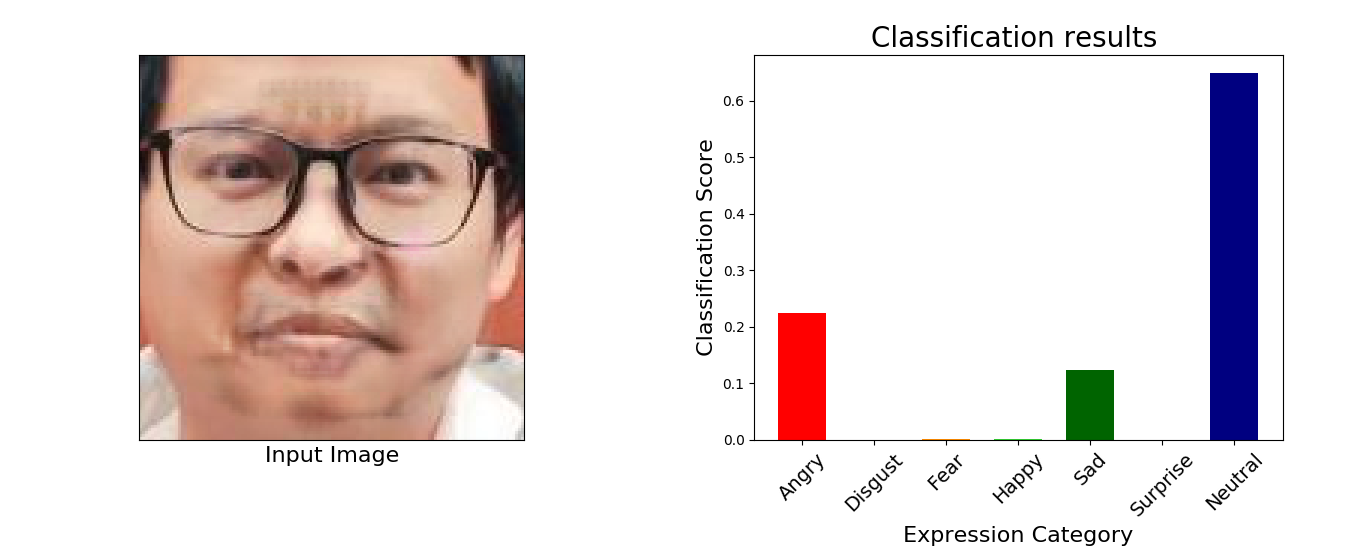 Classification results
Classification Score
0.6
0.5
0.4
0.3
0.2
0.1
0.0
Angry
Disgust
Fear
Happy
Sad
Surprise
Neutral
Expression Category
Input Image